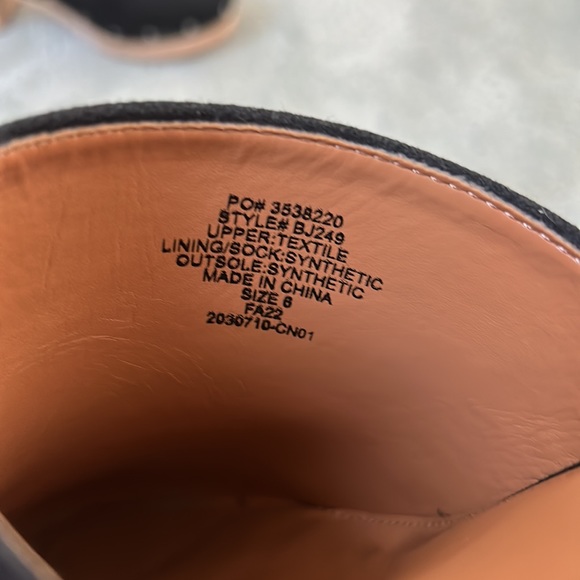 PO# 3538220
STYLE# BJ249
UPPER:TEXTILE
LINING/SOCK:SYNTHETIC
OUTSOLE:SYNTHETIC
MADE IN CHINA
SIZE 6
FA22
2030710-CN01